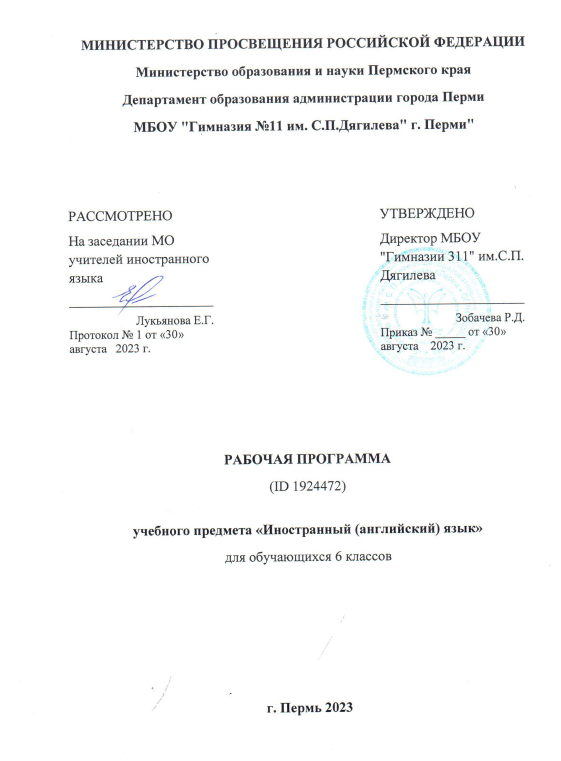 МИНИСТЕРСТВО ПРОСВЕЩЕНИЯ РОССИЙСКОЙ ФЕДЕРАЦИИ
Министерство образования и науки Пермского края
Департамент образования администрации города Перми
МБОУ "Гимназия №11 им. С.П.Дягилева" г. Перми"
РАССМОТРЕНО
На заседании МО
учителей иностранного
языка
Лукьянова Е.Г.
Протокол № 1 от «30»
августа 2023 г.
УТВЕРЖДЕНО
Директор МБОУ
"Гимназии 311" им.С.П.
Дягилева
Зобачева Р.Д.
Приказ № _____ от «30»
августа 2023 г.
РАБОЧАЯ ПРОГРАММА
(ID 1924472)
учебного предмета «Иностранный (английский) язык»
для обучающихся 6 классов
г. Пермь 2023